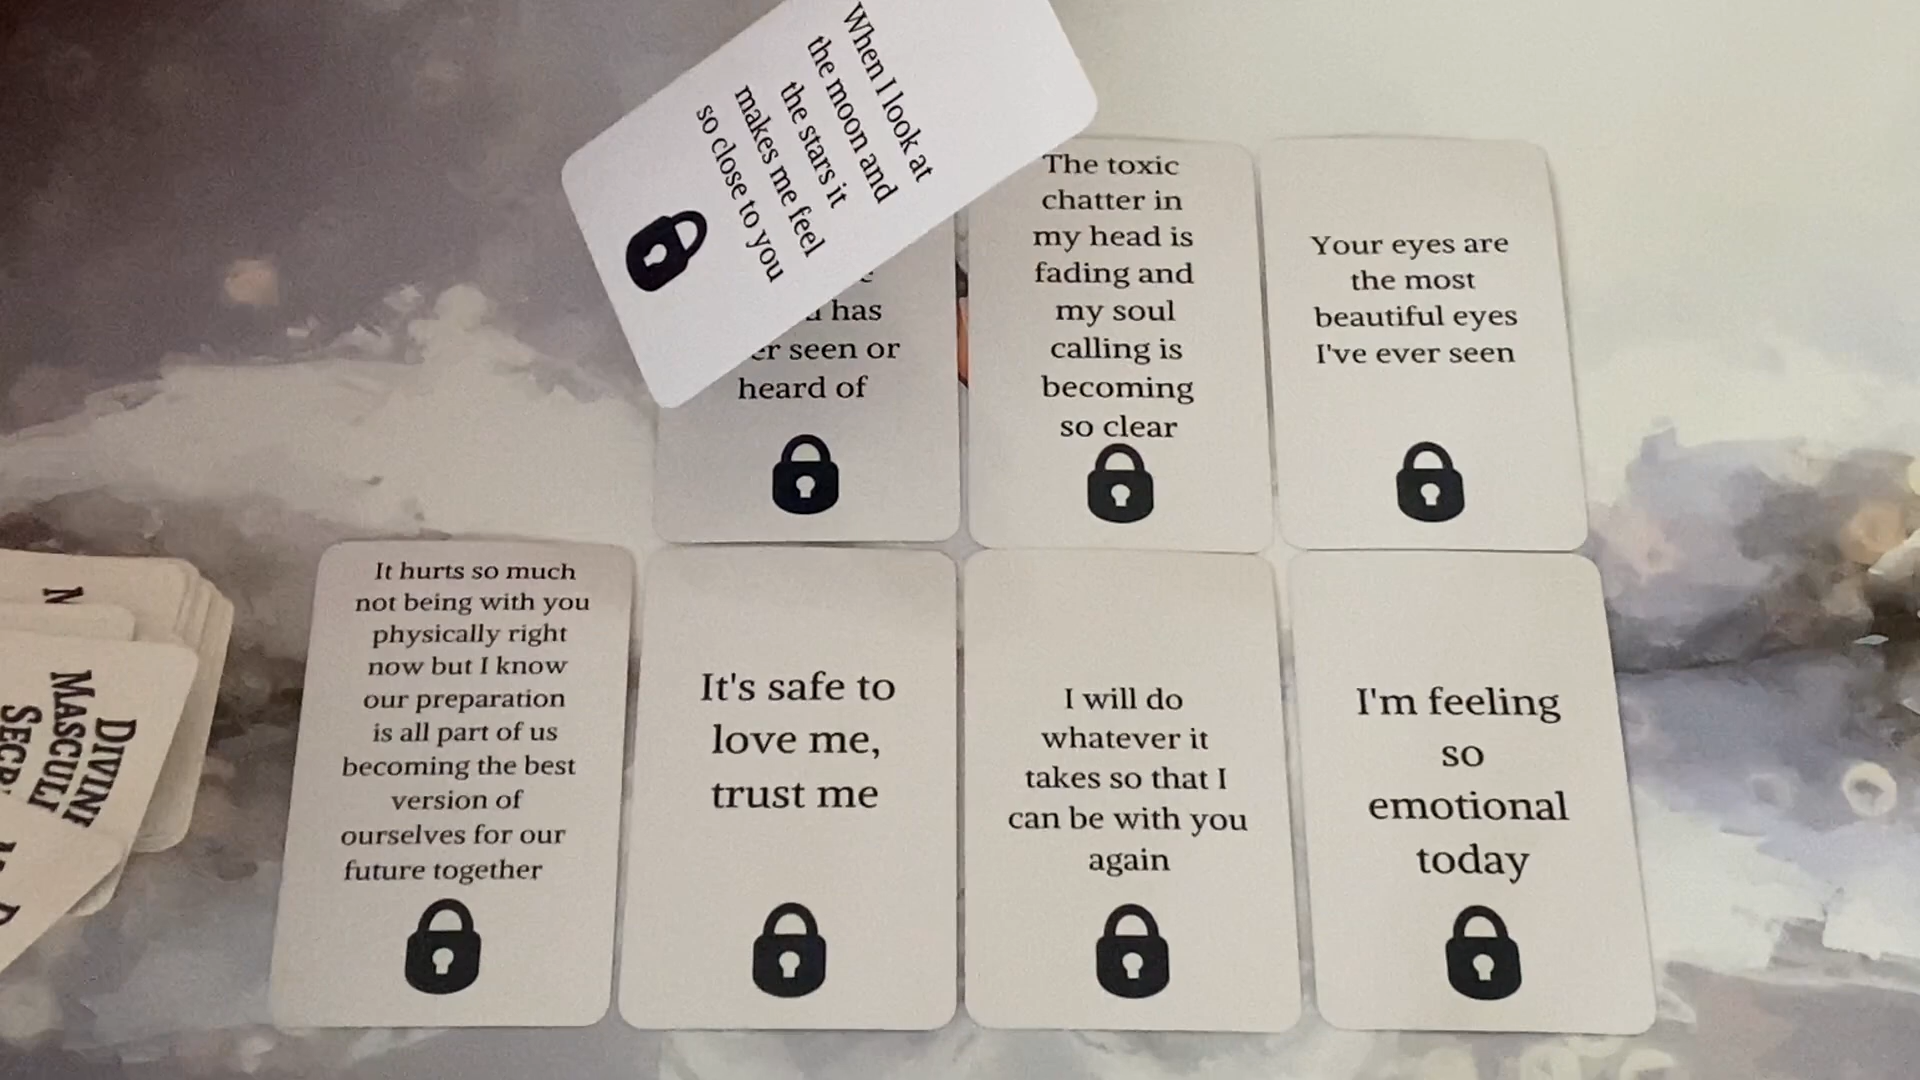 When I look at
the moon and
the stars it
makes me feel
so close to you
has
seen or
heard of
The toxic
chatter in
my head is
fading and
my soul
calling is
becoming
so clear
Your eyes are
the most
beautiful eyes
I've ever seen
It hurts so much
not being with you
physically right
now but I know
our preparation
is all part of us
becoming the best
version of
ourselves for our
future together
It's safe to
love me,
trust me
I will do
whatever it
takes so that I
can be with you
again
I'm feeling
so
emotional
today
DIVINE
MASCULI
SECR